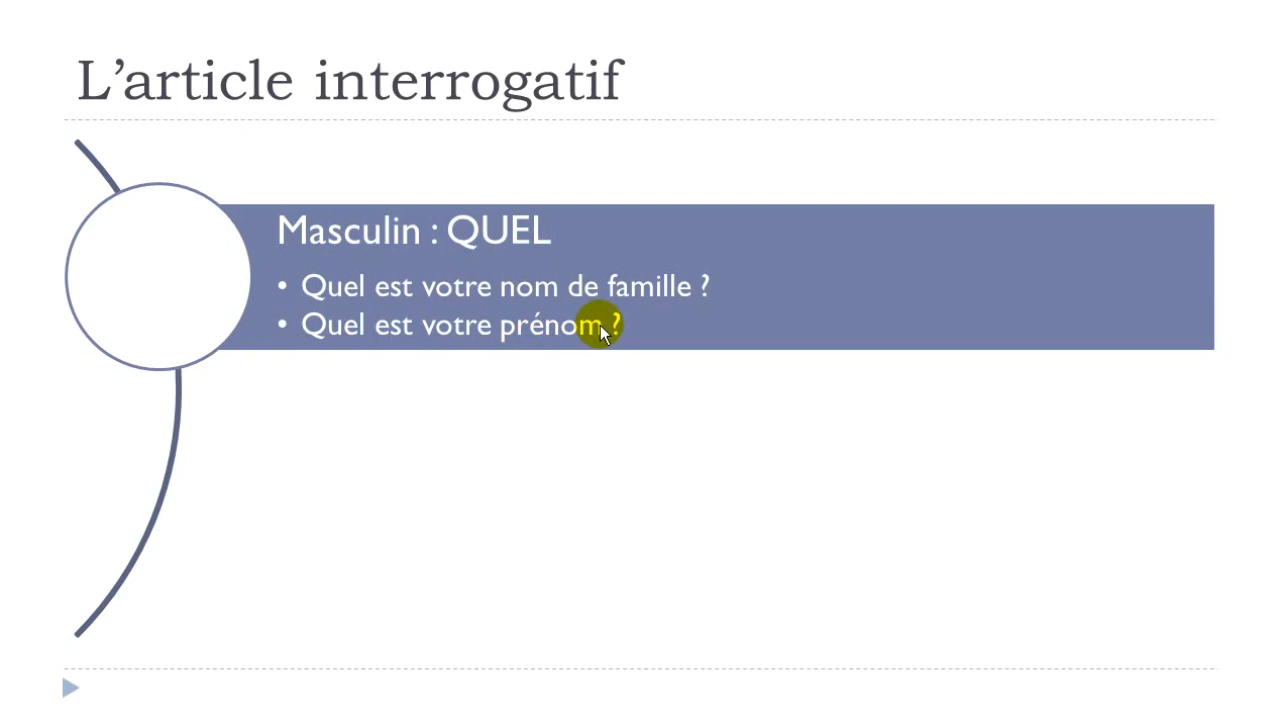 L’article interrogatif
Masculin : QUEL
• Quel est votre nom de famille ?
• Quel est votre prénom ?